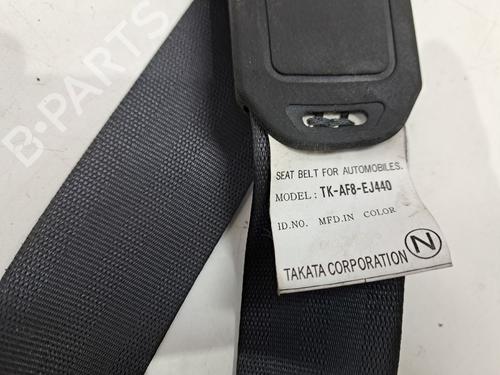 B-PARTS
SEAT BELT FOR AUTOMOBILES.
MODEL : TK-AF8-EJ440
ID.NO. MFD.IN COLOR
N
TAKATA CORPORATION